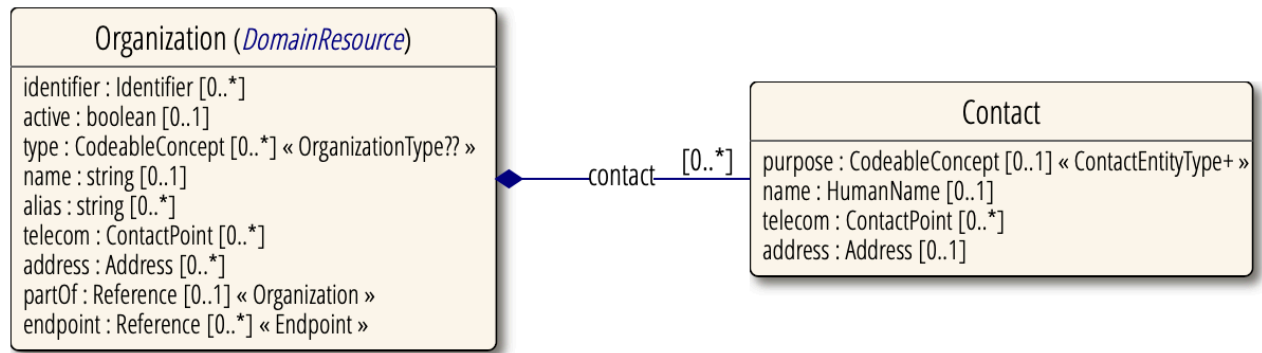 Organization (DomainResource)
identifier : Identifier [0..*]
active : boolean [0..1]
type : CodeableConcept [0..*] « OrganizationType?? »
name : string [0..1]
alias : string [0..*]
telecom : ContactPoint [0..*]
address : Address [0..*]
partOf : Reference [0..1] « Organization »
endpoint : Reference [0..*] « Endpoint »
contact
[0..*]
Contact
purpose : CodeableConcept [0..1] « ContactEntityType+ »
name : HumanName [0..1]
telecom : ContactPoint [0..*]
address : Address [0..1]